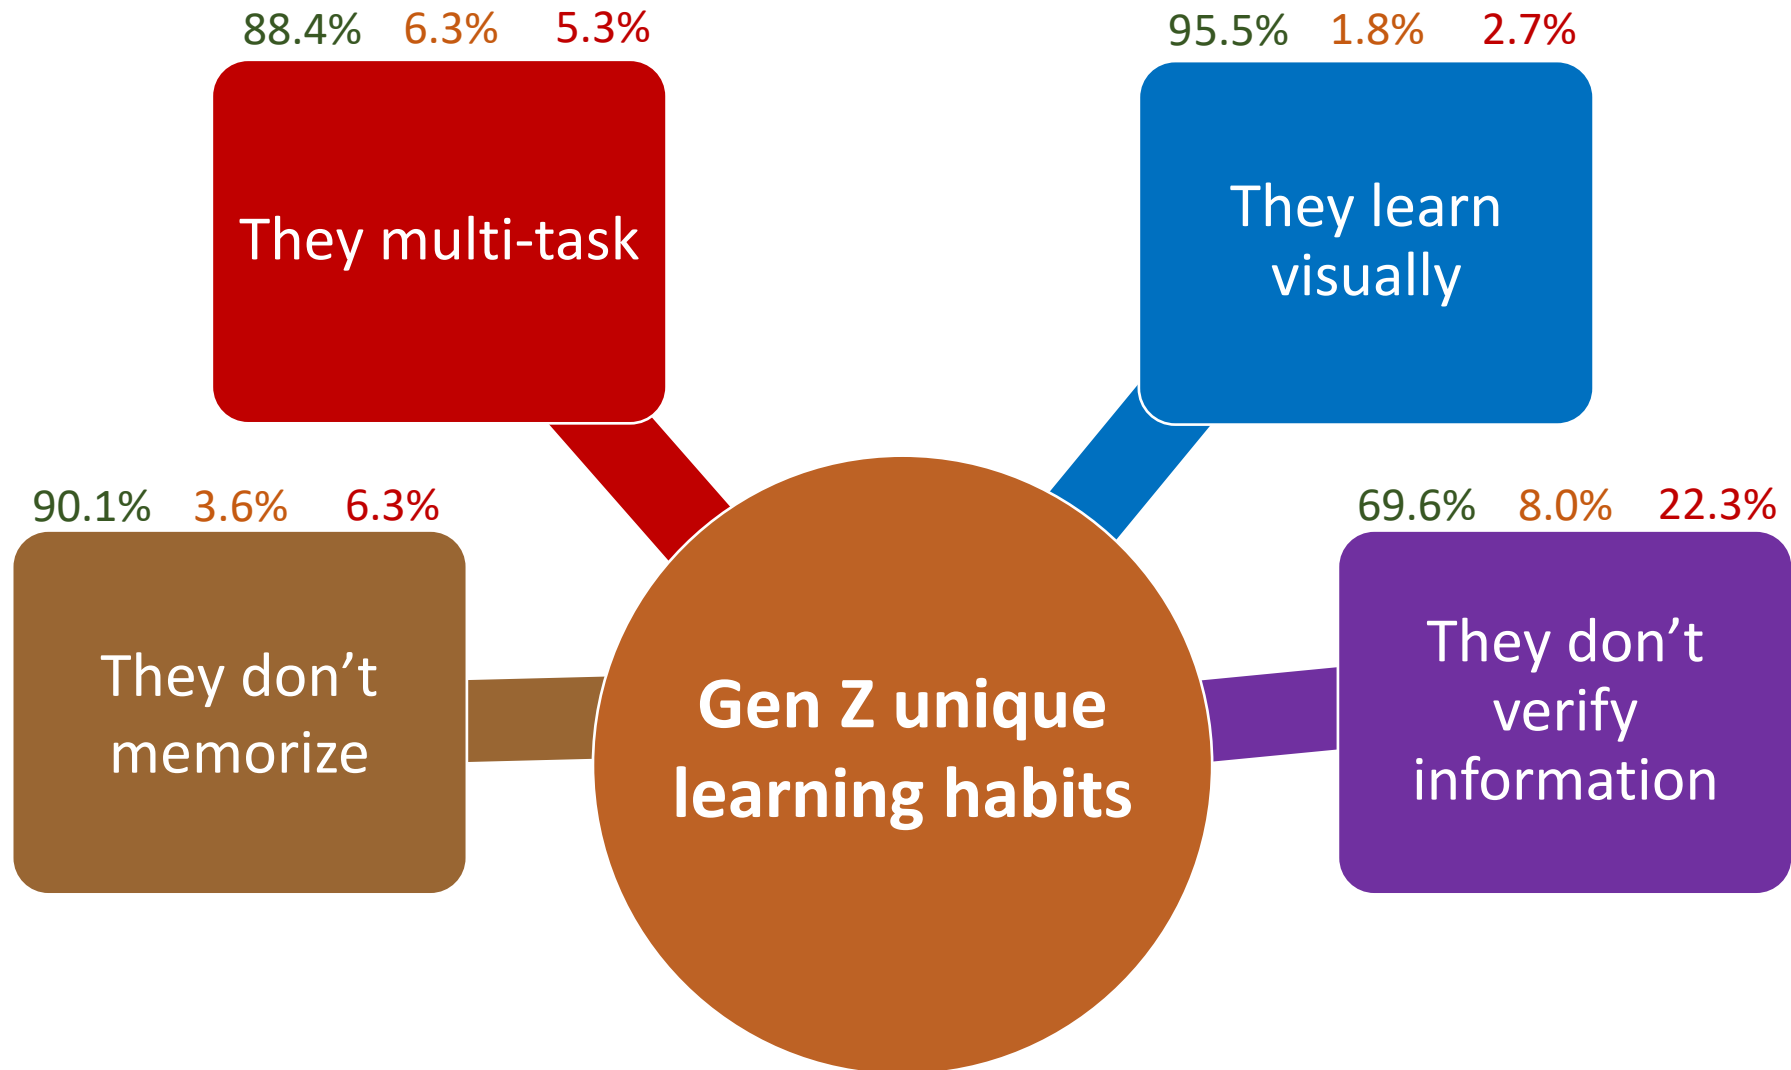 88.4% 6.3% 5.3%
They multi-task
95.5% 1.8% 2.7%
They learn
visually
90.1% 3.6% 6.3%
They don’t
memorize
Gen Z unique
learning habits
69.6% 8.0% 22.3%
They don’t
verify
information